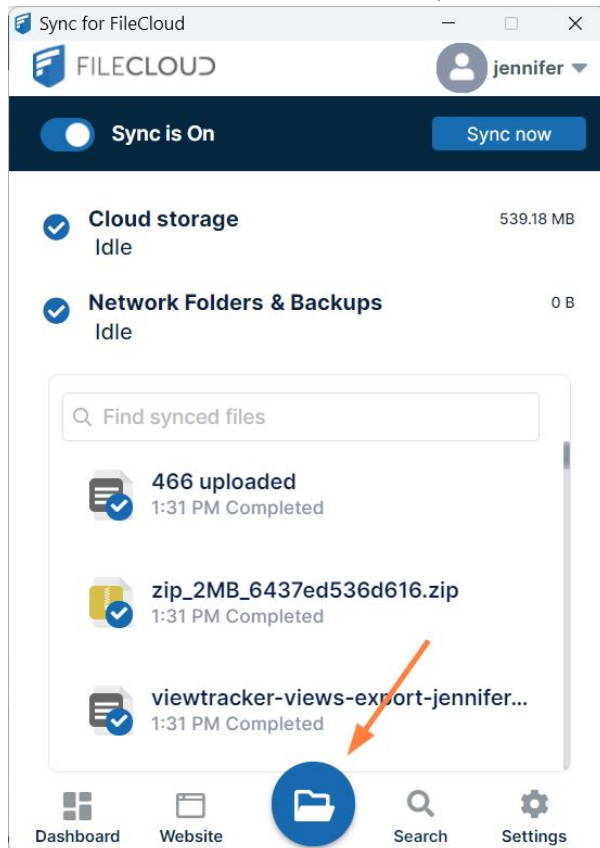 Sync for FileCloud
FILECLOUD
jennifer
Sync is On
Sync now
Cloud storage
539.18 MB
Idle
Network Folders & Backups
0 B
Idle
Find synced files
466 uploaded
1:31 PM Completed
zip_2MB_6437ed536d616.zip
1:31 PM Completed
viewtracker-views-export-jennifer...
1:31 PM Completed
Dashboard
Website
Search
Settings